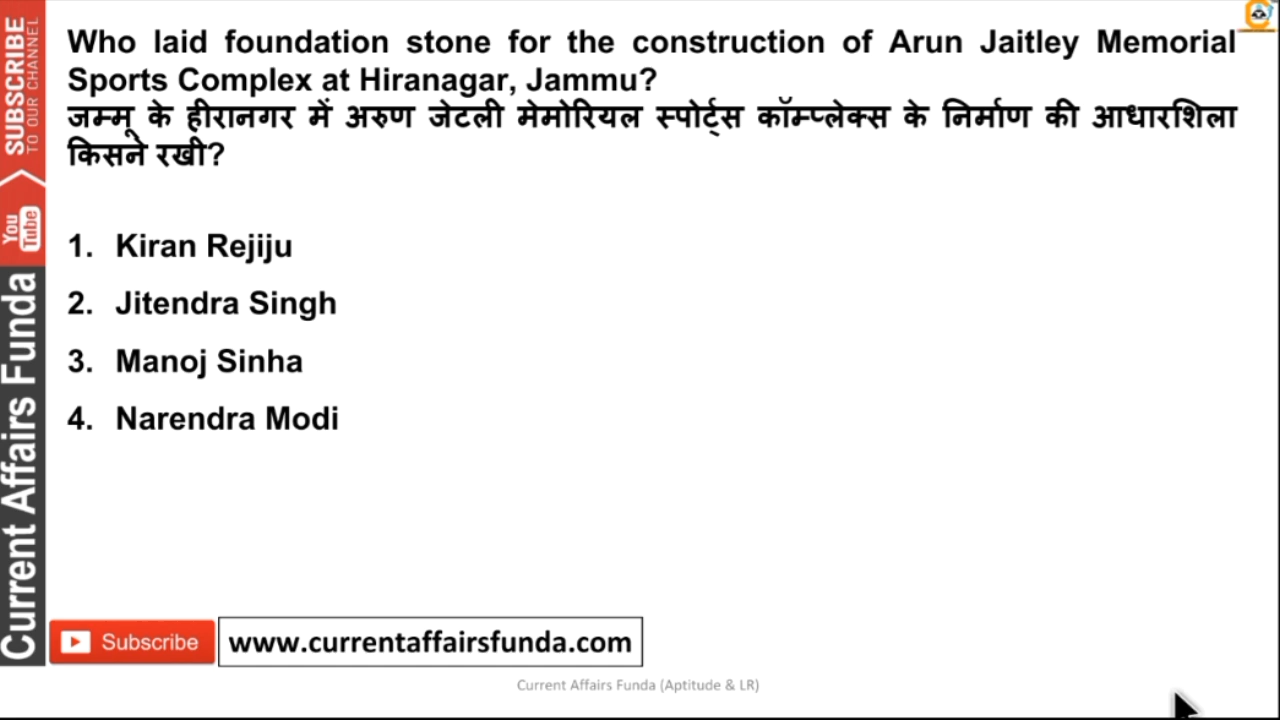 Who laid foundation stone for the construction of Arun Jaitley Memorial
Sports Complex at Hiranagar, Jammu?
जम्मू के हीरानगर में अरुण जेटली मेमोरियल स्पोर्ट्स कॉम्प्लेक्स के निर्माण की आधारशिला
किसने रखी?
1. Kiran Rejiju
2. Jitendra Singh
3. Manoj Sinha
4. Narendra Modi
SUBSCRIBE
TO OUR CHANNEL
You
Tube
Current Affairs Funda
Subscribe
www.currentaffairsfunda.com
Current Affairs Funda (Aptitude & LR)